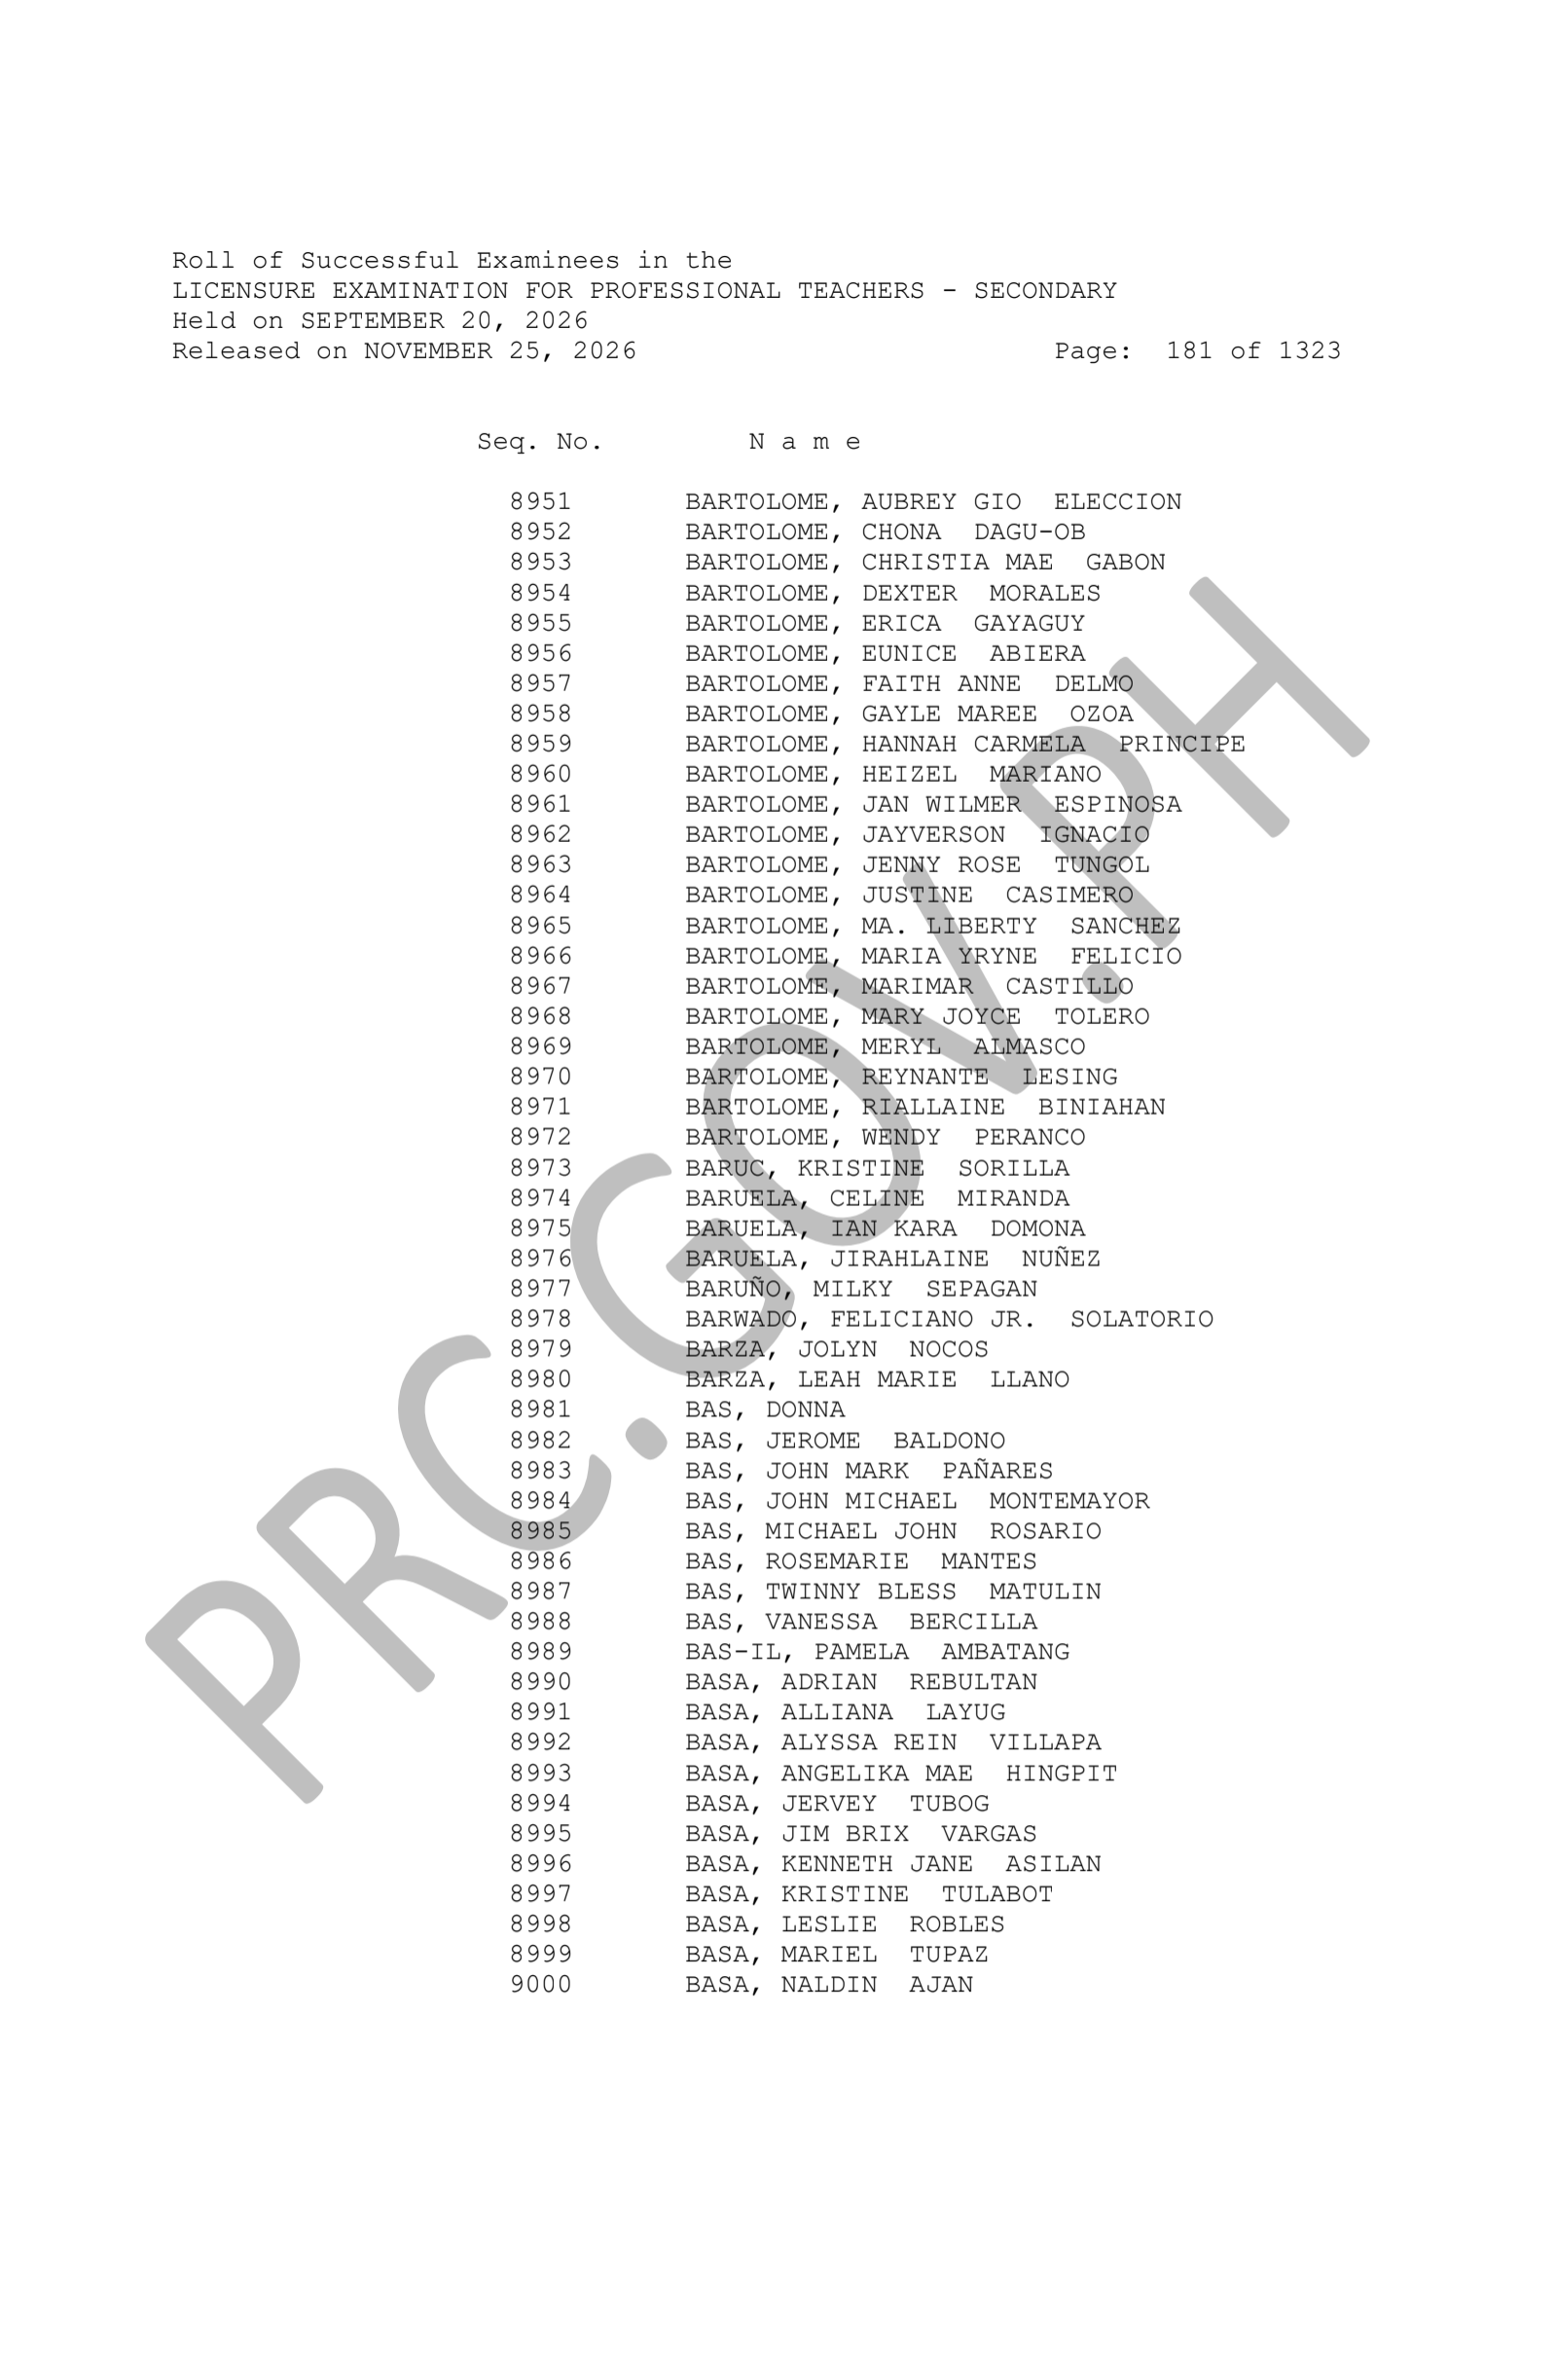 Roll of Successful Examinees in the
LICENSURE EXAMINATION FOR PROFESSIONAL TEACHERS - SECONDARY
Held on SEPTEMBER 20, 2026
Released on NOVEMBER 25, 2026 Page: 181 of 1323
Seq. No. N a m e
8951 BARTOLOME, AUBREY GIO ELECCION
8952 BARTOLOME, CHONA DAGU-OB
8953 BARTOLOME, CHRISTIA MAE GABON
8954 BARTOLOME, DEXTER MORALES
8955 BARTOLOME, ERICA GAYAGUY
8956 BARTOLOME, EUNICE ABIERA
8957 BARTOLOME, FAITH ANNE DELMO
8958 BARTOLOME, GAYLE MAREE OZOA
8959 BARTOLOME, HANNAH CARMELA PRINCIPE
8960 BARTOLOME, HEIZEL MARIANO
8961 BARTOLOME, JAN WILMER ESPINOSA
8962 BARTOLOME, JAYVERSON IGNACIO
8963 BARTOLOME, JENNY ROSE TUNGOL
8964 BARTOLOME, JUSTINE CASIMERO
8965 BARTOLOME, MA. LIBERTY SANCHEZ
8966 BARTOLOME, MARIA YRYNE FELICIO
8967 BARTOLOME, MARIMAR CASTILLO
8968 BARTOLOME, MARY JOYCE TOLERO
8969 BARTOLOME, MERYL ALMASCO
8970 BARTOLOME, REYNANTE LESING
8971 BARTOLOME, RIALLAINE BINIAHAN
8972 BARTOLOME, WENDY PERANCO
8973 BARUC, KRISTINE SORILLA
8974 BARUELA, CELINE MIRANDA
8975 BARUELA, IAN KARA DOMONA
8976 BARUELA, JIRAHLAINE NUÑEZ
8977 BARUÑO, MILKY SEPAGAN
8978 BARWADO, FELICIANO JR. SOLATORIO
8979 BARZA, JOLYN NOCOS
8980 BARZA, LEAH MARIE LLANO
8981 BAS, DONNA
8982 BAS, JEROME BALDONO
8983 BAS, JOHN MARK PAÑARES
8984 BAS, JOHN MICHAEL MONTEMAYOR
8985 BAS, MICHAEL JOHN ROSARIO
8986 BAS, ROSEMARIE MANTES
8987 BAS, TWINNY BLESS MATULIN
8988 BAS, VANESSA BERCILLA
8989 BAS-IL, PAMELA AMBATANG
8990 BASA, ADRIAN REBULTAN
8991 BASA, ALLIANA LAYUG
8992 BASA, ALYSSA REIN VILLAPA
8993 BASA, ANGELIKA MAE HINGPIT
8994 BASA, JERVEY TUBOG
8995 BASA, JIM BRIX VARGAS
8996 BASA, KENNETH JANE ASILAN
8997 BASA, KRISTINE TULABOT
8998 BASA, LESLIE ROBLES
8999 BASA, MARIEL TUPAZ
9000 BASA, NALDIN AJAN
PRC.GOV.PH